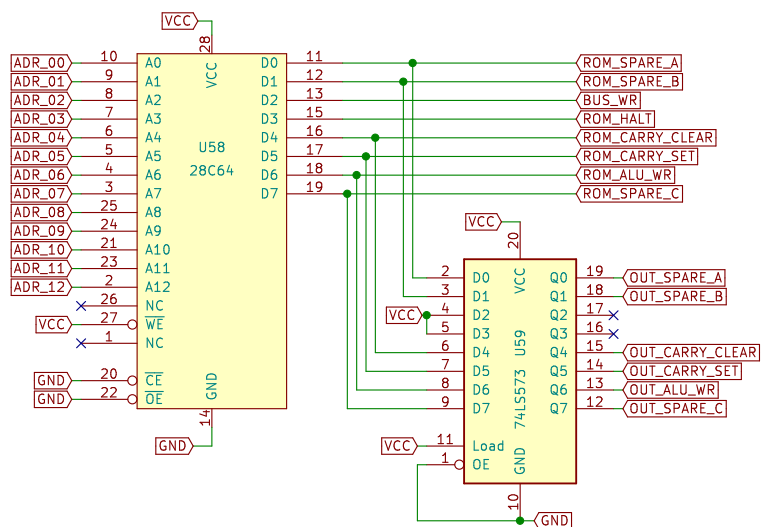 VCC
28
ADR_00 10 A0 VCC D0 11 ROM_SPARE_A
ADR_01 9 A1 D1 12 ROM_SPARE_B
ADR_02 8 A2 D2 13 BUS_WR
ADR_03 7 A3 D3 15 ROM_HALT
ADR_04 6 A4 U58 D4 16 ROM_CARRY_CLEAR
ADR_05 5 A5 28C64 D5 17 ROM_CARRY_SET
ADR_06 4 A6 D6 18 ROM_ALU_WR
ADR_07 3 A7 D7 19 ROM_SPARE_C
ADR_08 25 A8
ADR_09 24 A9
ADR_10 21 A10
ADR_11 23 A11
ADR_12 2 A12
26 NC
VCC 27 WE
1 NC
GND 20 CE
GND 22 OE
GND
14
GND
VCC
20
2 D0 VCC Q0 19 OUT_SPARE_A
3 D1 Q1 18 OUT_SPARE_B
VCC 4 D2 Q2 17
5 D3 U59 Q3 16
6 D4 Q4 15 OUT_CARRY_CLEAR
7 D5 74LS573 Q5 14 OUT_CARRY_SET
8 D6 Q6 13 OUT_ALU_WR
9 D7 Q7 12 OUT_SPARE_C
VCC 11 Load
1 OE GND
10
GND